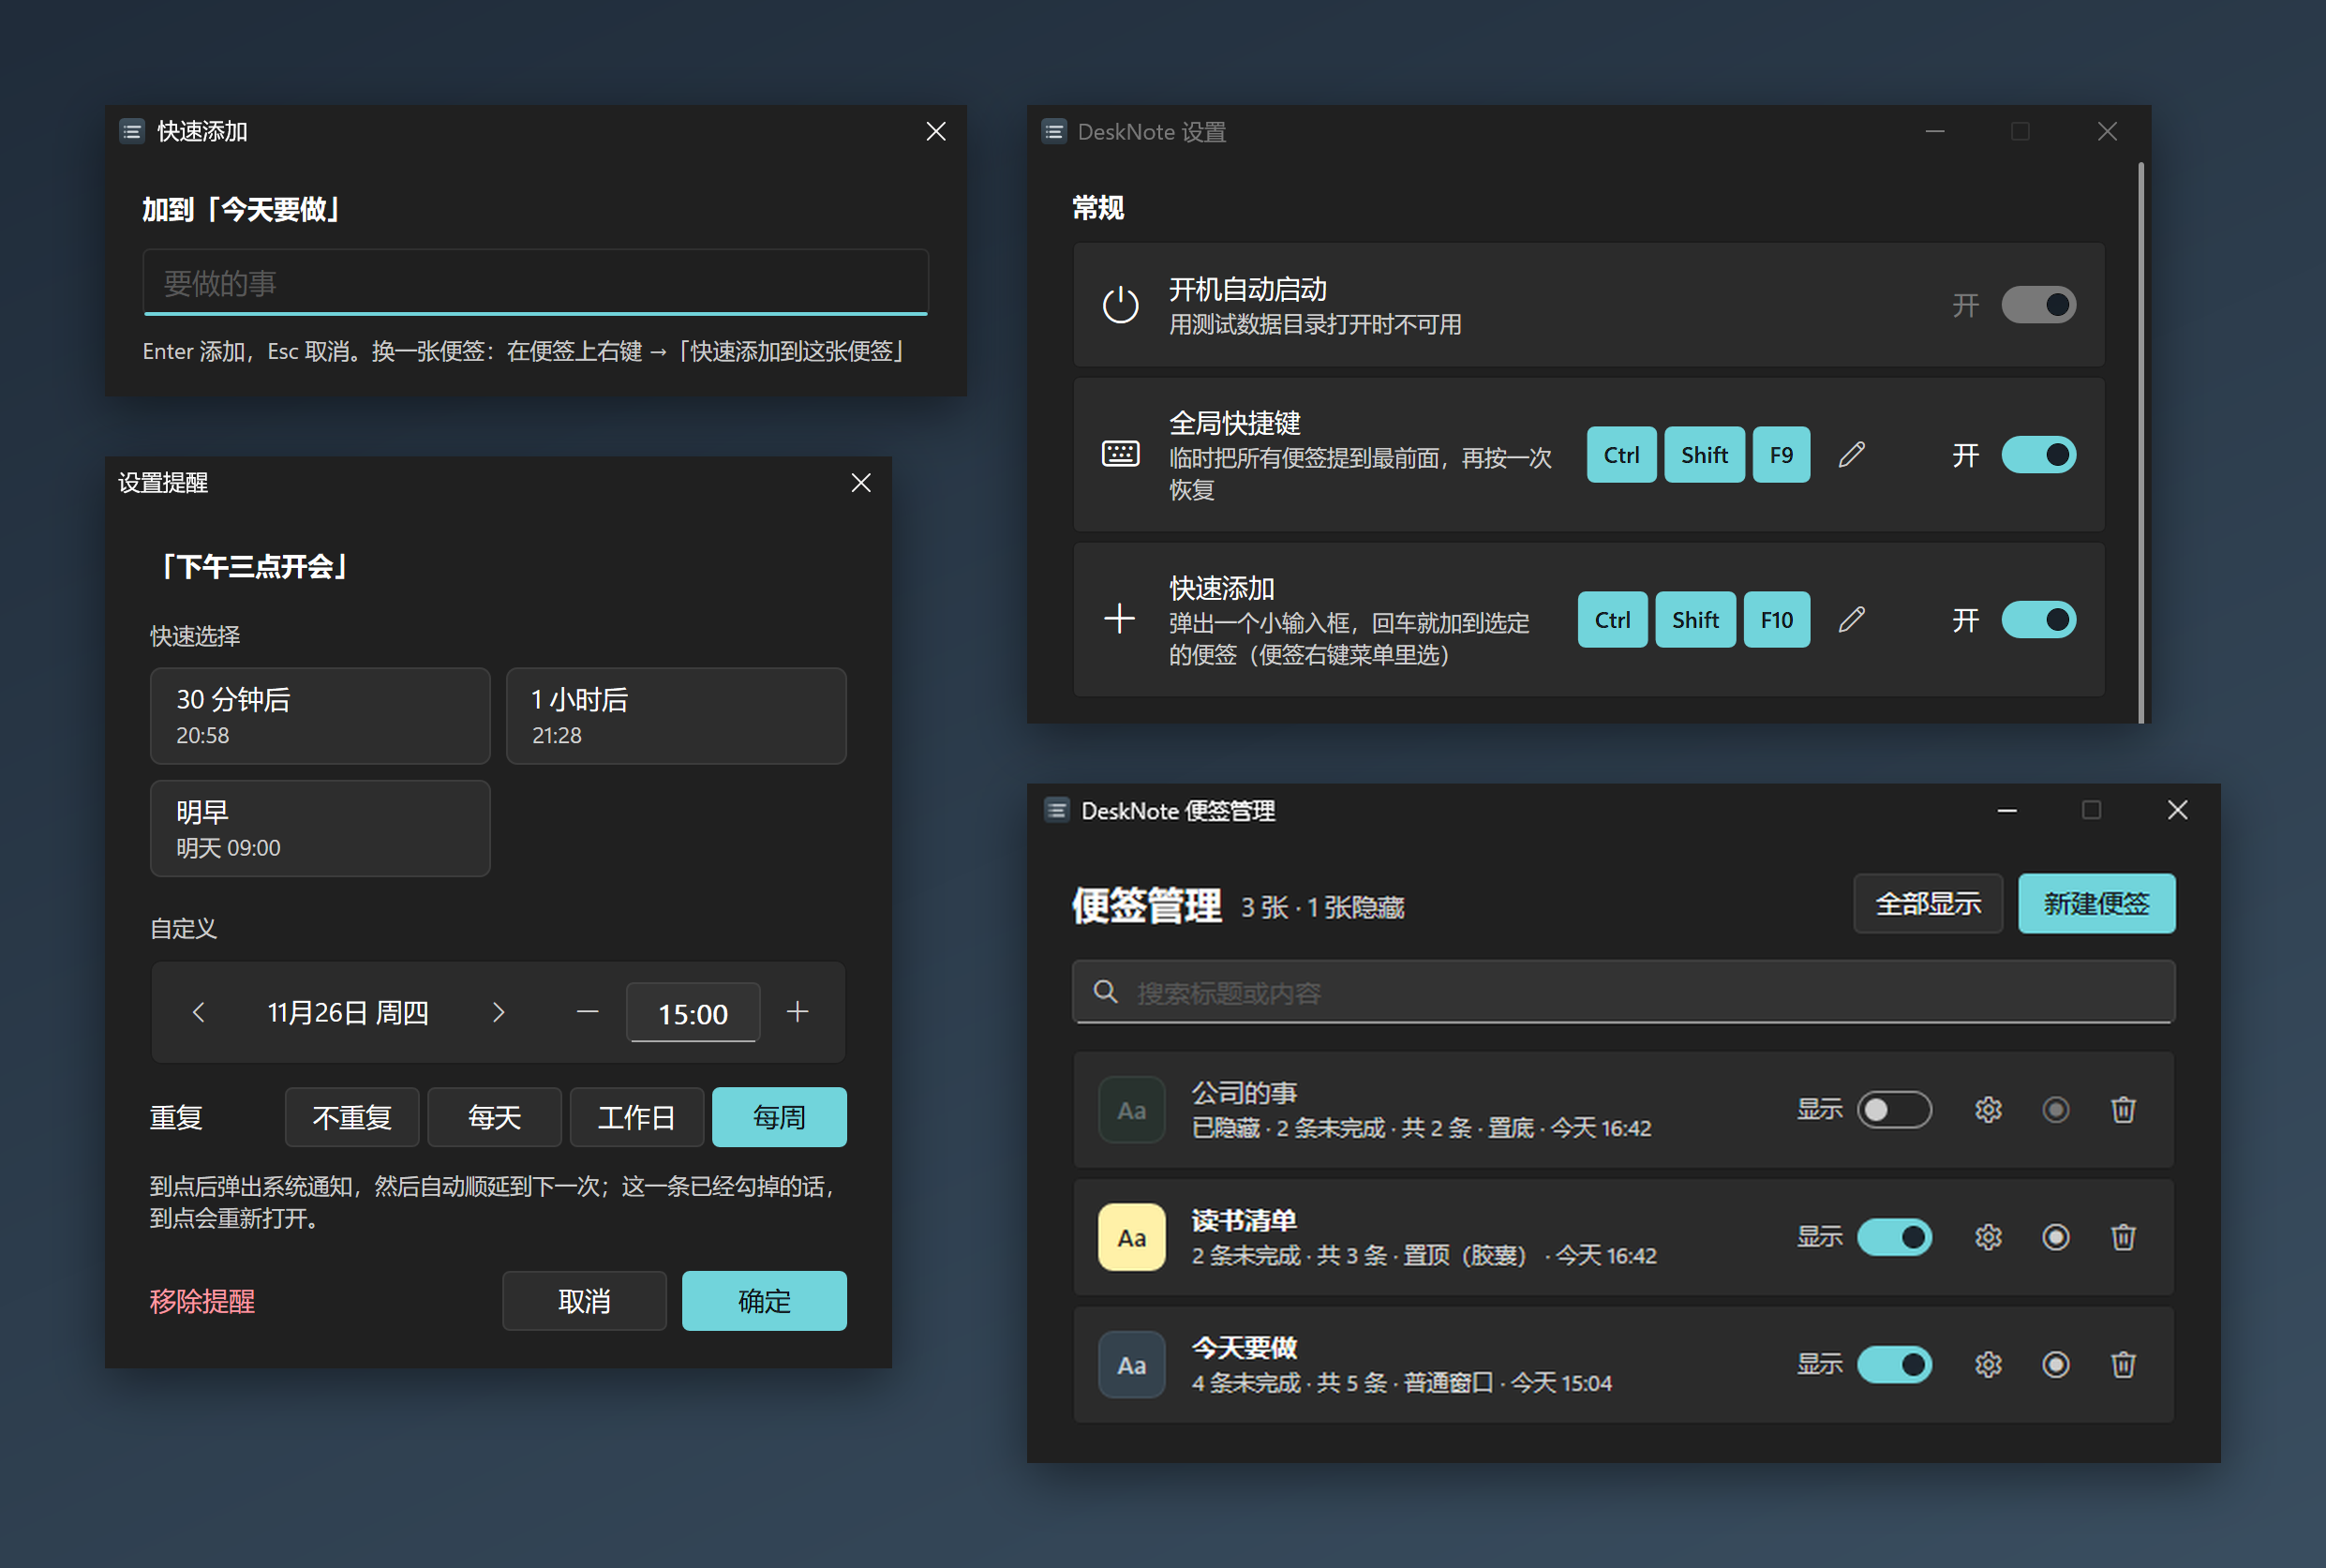 快速添加
加到「今天要做」
要做的事
Enter 添加，Esc 取消。换一张便签：在便签上右键 →「快速添加到这张便签」
设置提醒
「下午三点开会」
快速选择
30 分钟后
20:58
1 小时后
21:28
明早
明天 09:00
自定义
11月26日 周四
15:00
重复
不重复
每天
工作日
每周
到点后弹出系统通知，然后自动顺延到下一次；这一条已经勾掉的话，
到点会重新打开。
移除提醒
取消
确定
DeskNote 设置
常规
开机自动启动
用测试数据目录打开时不可用
开
全局快捷键
临时把所有便签提到最前面，再按一次
恢复
Ctrl
Shift
F9
开
快速添加
弹出一个小输入框，回车就加到选定
的便签（便签右键菜单里选）
Ctrl
Shift
F10
开
DeskNote 便签管理
便签管理
3 张 · 1 张隐藏
全部显示
新建便签
搜索标题或内容
Aa
公司的事
已隐藏 · 2 条未完成 · 共 2 条 · 置底 · 今天 16:42
显示
Aa
读书清单
2 条未完成 · 共 3 条 · 置顶（胶囊） · 今天 16:42
显示
Aa
今天要做
4 条未完成 · 共 5 条 · 普通窗口 · 今天 15:04
显示